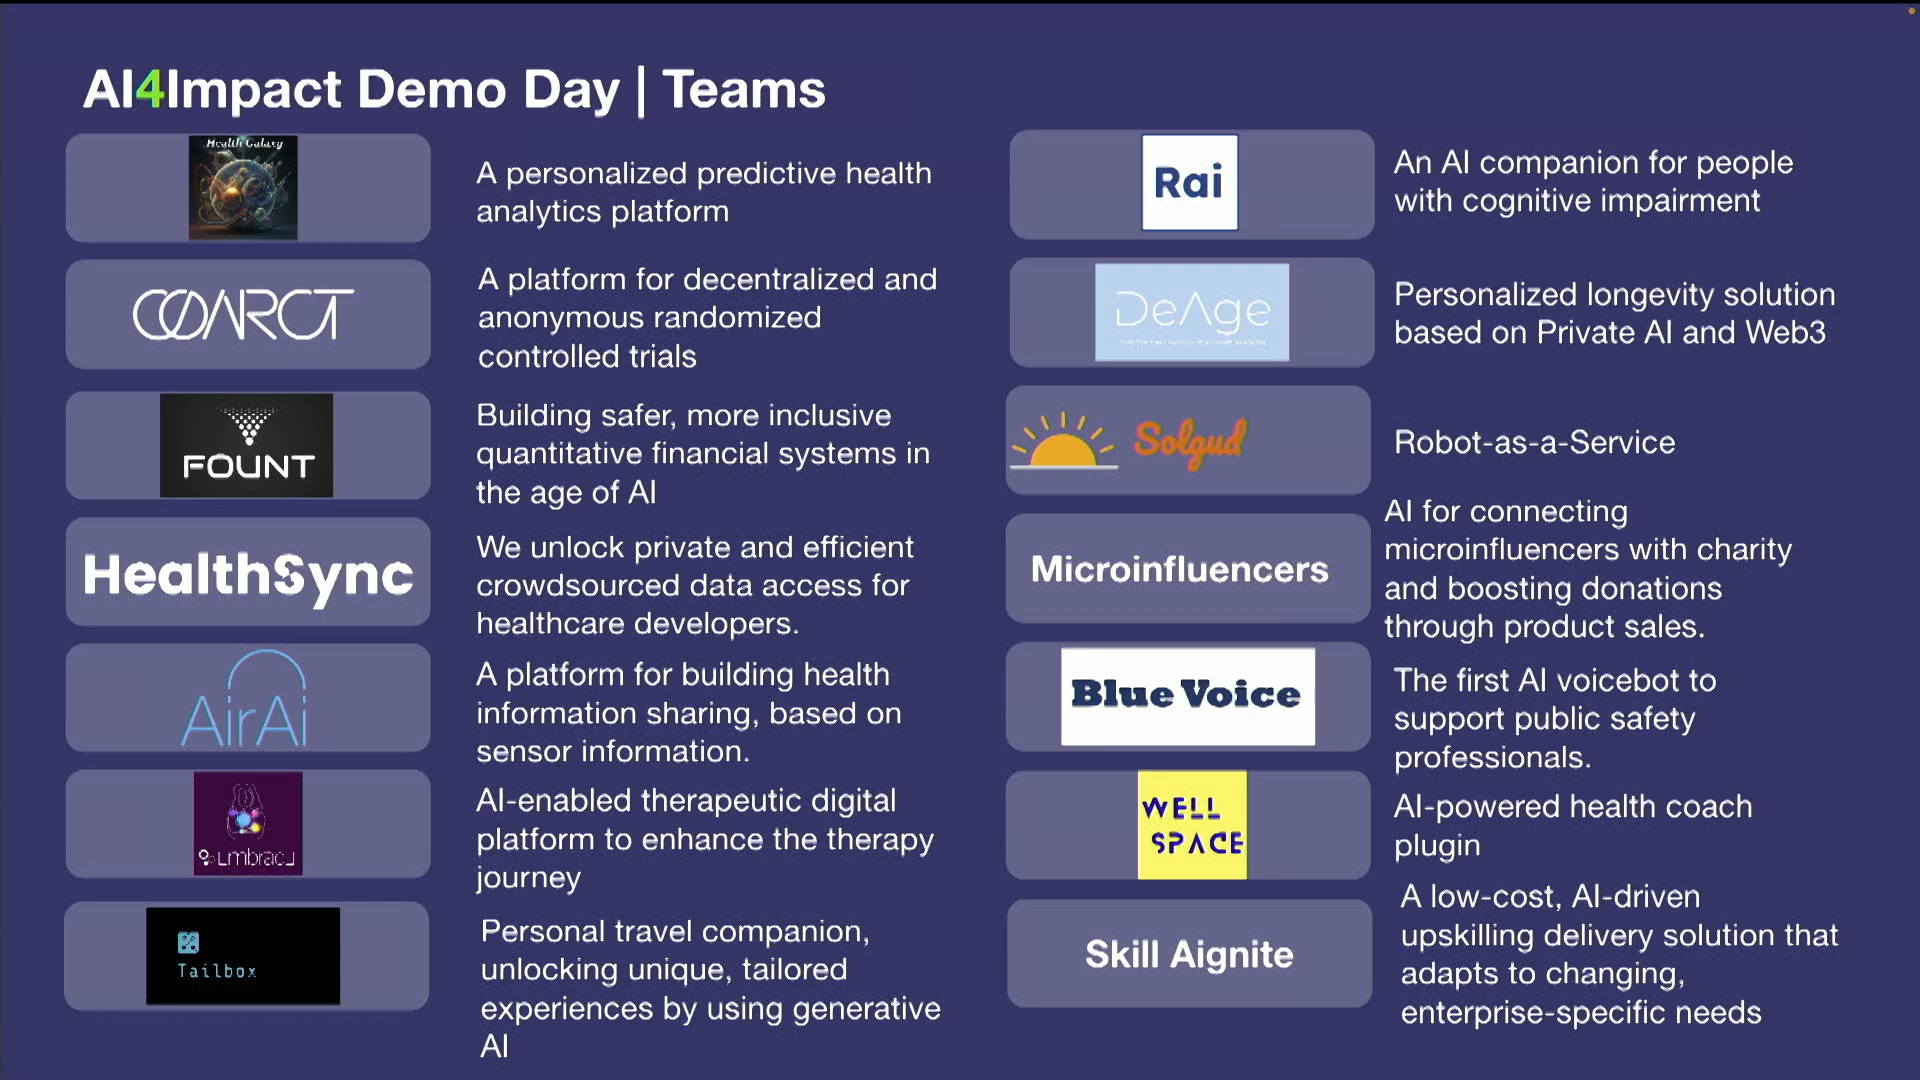 AI4Impact Demo Day | Teams
Health Galaxy
A personalized predictive health
analytics platform
COARCT
A platform for decentralized and
anonymous randomized
controlled trials
FOUNT
Building safer, more inclusive
quantitative financial systems in
the age of AI
HealthSync
We unlock private and efficient
crowdsourced data access for
healthcare developers.
AirAi
A platform for building health
information sharing, based on
sensor information.
umbracu
AI-enabled therapeutic digital
platform to enhance the therapy
journey
Tailbox
Personal travel companion,
unlocking unique, tailored
experiences by using generative
AI
Rai
An AI companion for people
with cognitive impairment
DeAge
Personalized longevity solution
based on Private AI and Web3
Solgud
Robot-as-a-Service
Microinfluencers
AI for connecting
microinfluencers with charity
and boosting donations
through product sales.
Blue Voice
The first AI voicebot to
support public safety
professionals.
WELL
SPACE
AI-powered health coach
plugin
Skill Aignite
A low-cost, AI-driven
upskilling delivery solution that
adapts to changing,
enterprise-specific needs